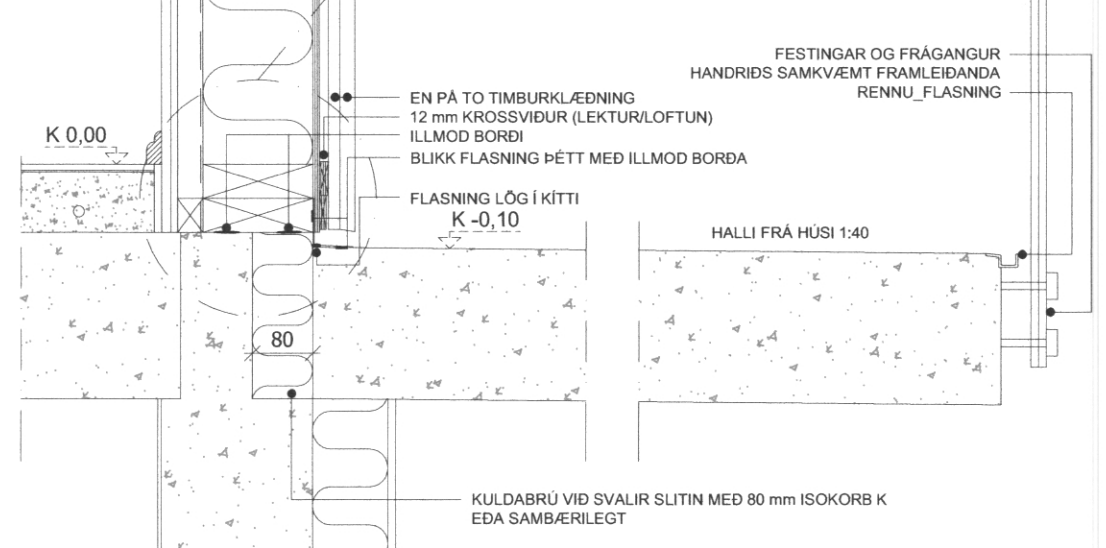 FESTINGAR OG FRÁGANGUR
HANDRIÐS SAMKVÆMT FRAMLEIÐANDA
RENNU_FLASNING
EN PÅ TO TIMBURKLÆÐNING
12 mm KROSSVIÐUR (LEKTUR/LOFTUN)
ILLMOD BORÐI
BLIKK FLASNING ÞÉTT MEÐ ILLMOD BORÐA
FLASNING LÖG Í KÍTTI
K 0,00
K -0,10
HALLI FRÁ HÚSI 1:40
80
KULDABRÚ VIÐ SVALIR SLITIN MEÐ 80 mm ISOKORB K
EÐA SAMBÆRILEGT